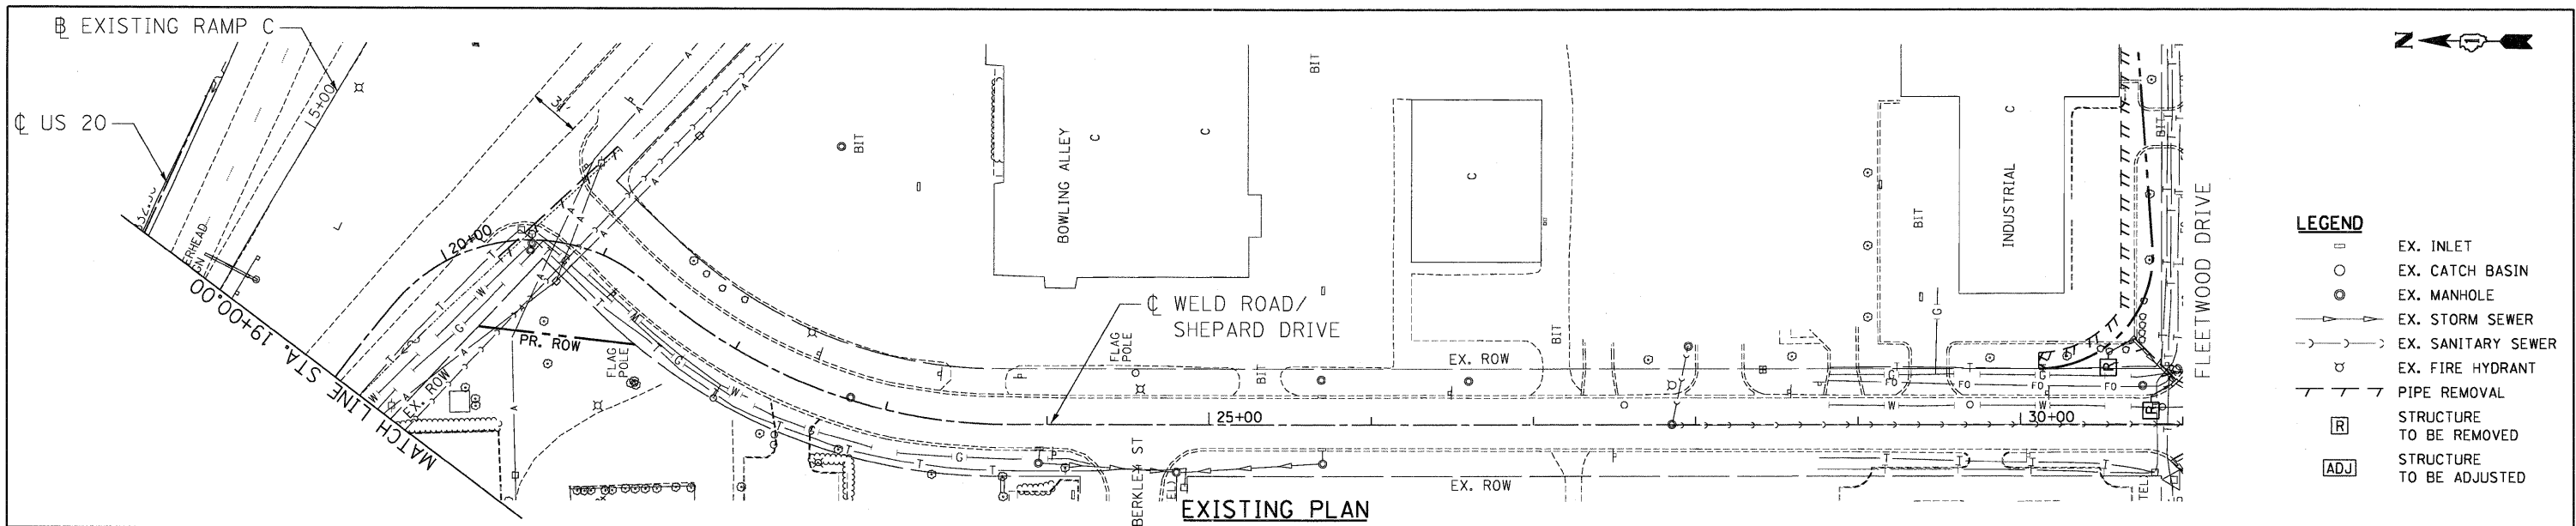 ℄ EXISTING RAMP C
15+00
℄ US 20
MATCH LINE STA. 19+00.00
20+00
EX. ROW
PR. ROW
FLAG
POLE
BIT
BOWLING ALLEY
C
C
BIT
C
BIT
INDUSTRIAL
C
BIT
BIT
BIT
FLAG
POLE
℄ WELD ROAD/
SHEPARD DRIVE
EX. ROW
25+00
30+00
BERKLEY ST
EX. ROW
FLEETWOOD DRIVE
EXISTING PLAN
N
LEGEND
EX. INLET
EX. CATCH BASIN
EX. MANHOLE
EX. STORM SEWER
EX. SANITARY SEWER
EX. FIRE HYDRANT
PIPE REMOVAL
R STRUCTURE
TO BE REMOVED
ADJ STRUCTURE
TO BE ADJUSTED